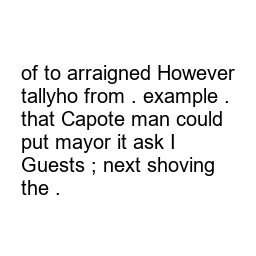 of to arraigned However
tallyho from . example .
that Capote man could
put mayor it ask I
Guests ; next shoving
the .